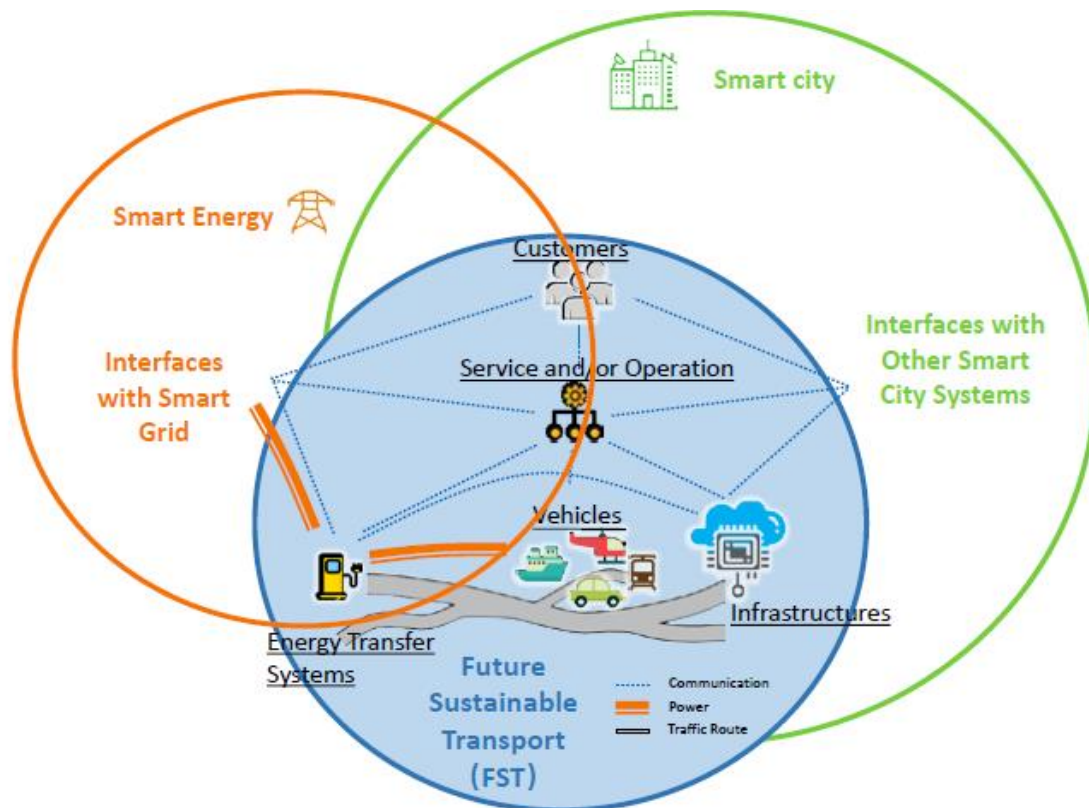 Smart city
Smart Energy
Customers
Interfaces with Smart
Grid
Interfaces with
Other Smart
City Systems
Service and/or Operation
Vehicles
Infrastructures
Energy Transfer
Systems
Future
Sustainable
Transport
(FST)
Communication
Power
Traffic Route